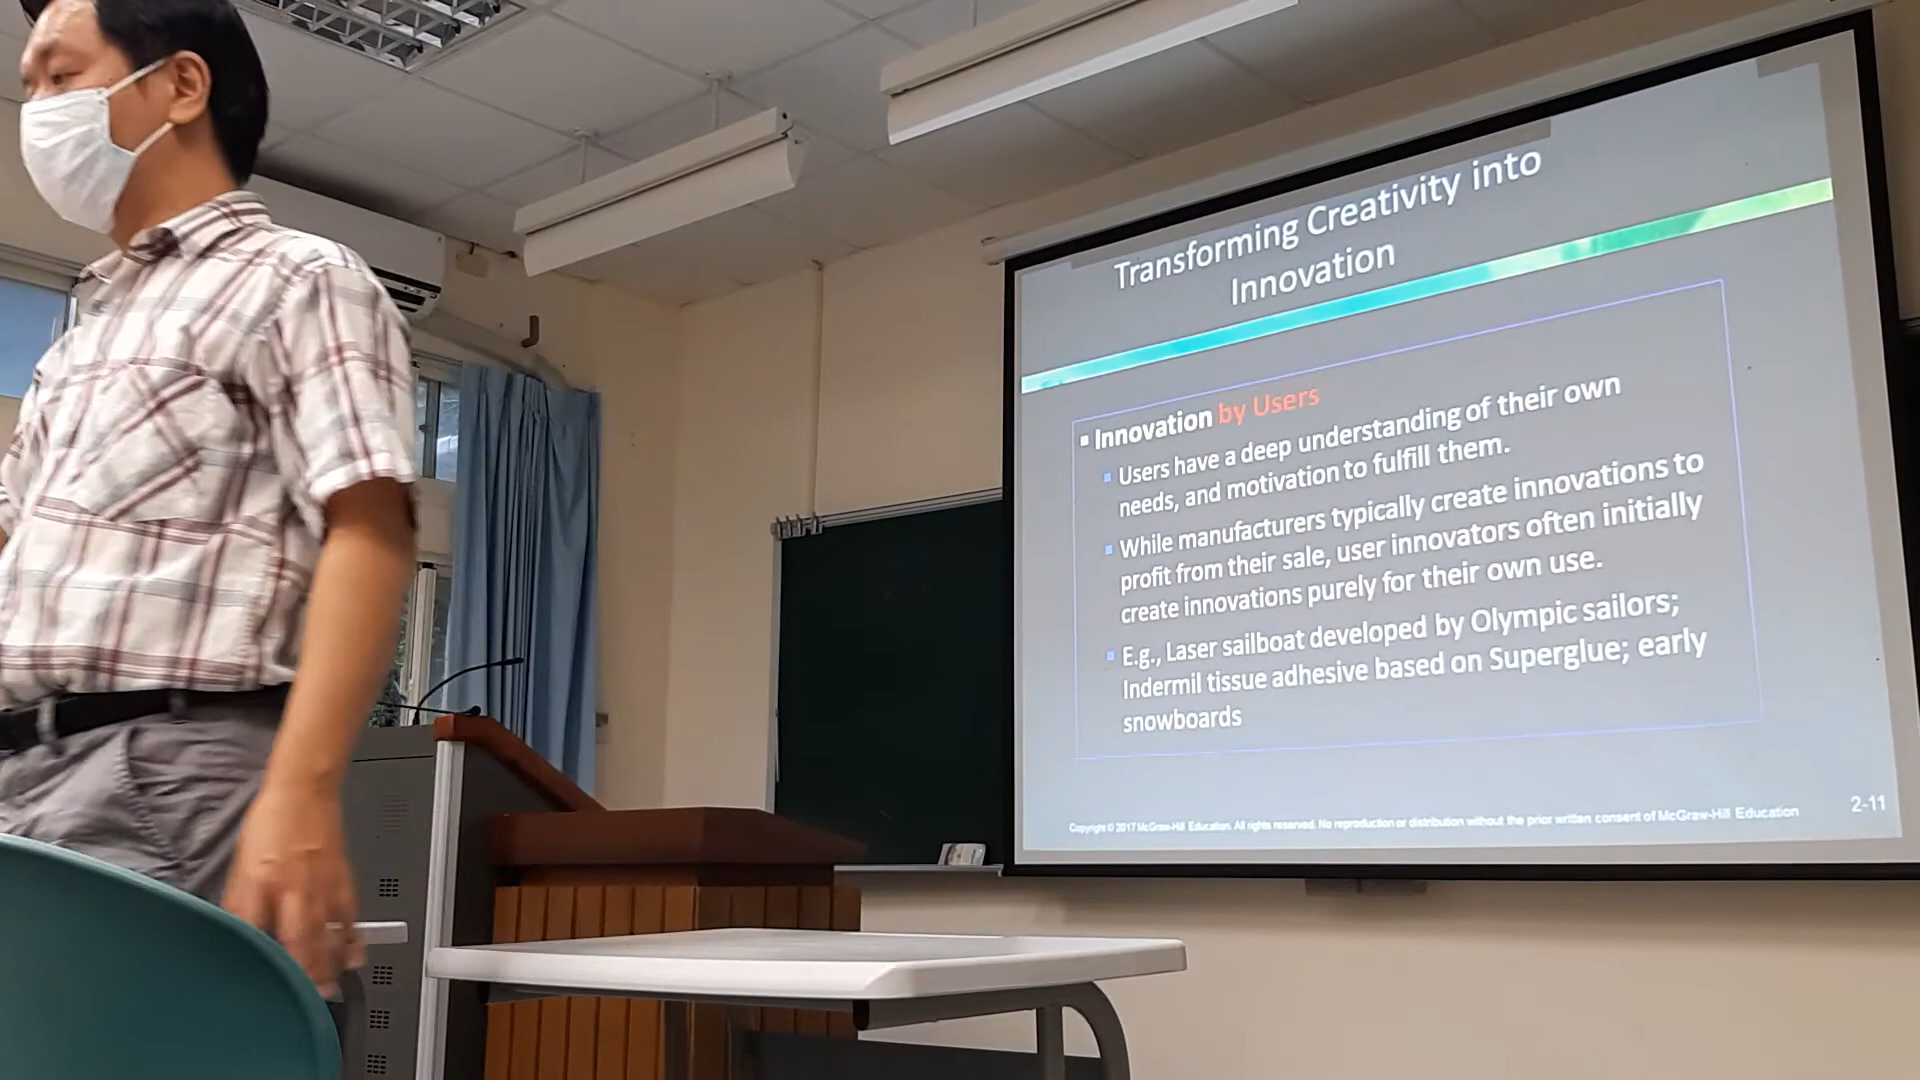 Transforming Creativity into
Innovation
▪ Innovation by Users
▪ Users have a deep understanding of their own
needs, and motivation to fulfill them.
▪ While manufacturers typically create innovations to
profit from their sale, user innovators often initially
create innovations purely for their own use.
▪ E.g., Laser sailboat developed by Olympic sailors;
Indermil tissue adhesive based on Superglue; early
snowboards
Copyright © 2017 McGraw-Hill Education. All rights reserved. No reproduction or distribution without the prior written consent of McGraw-Hill Education
2-11